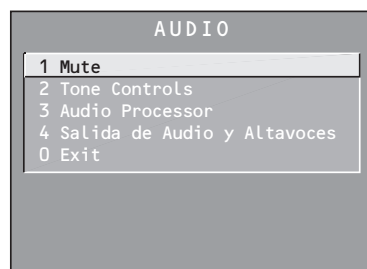 AUDIO
1 Mute
2 Tone Controls
3 Audio Processor
4 Salida de Audio y Altavoces
0 Exit